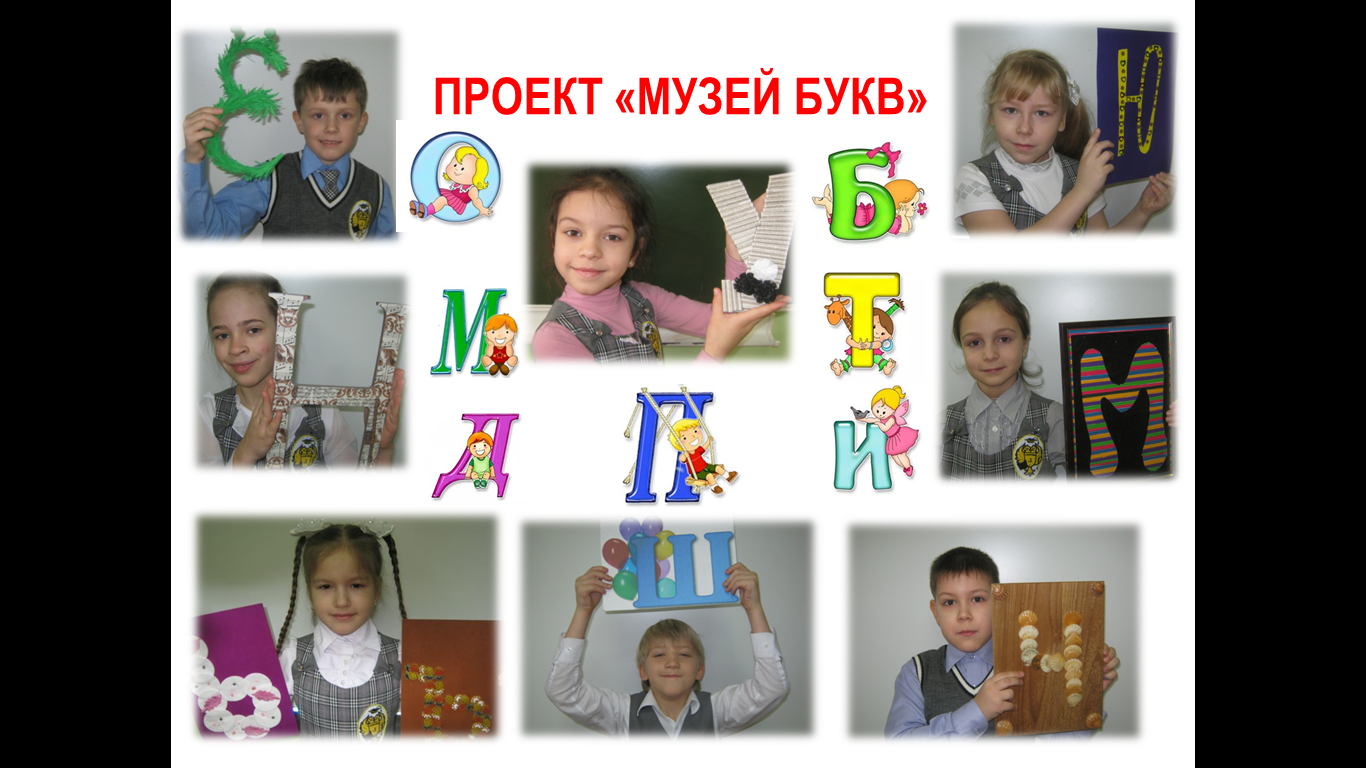 ПРОЕКТ «МУЗЕЙ БУКВ»
Е
О
У
Б
И
Н
М
Т
М
Д
П
И
Ь
Ъ
Ш
Ч